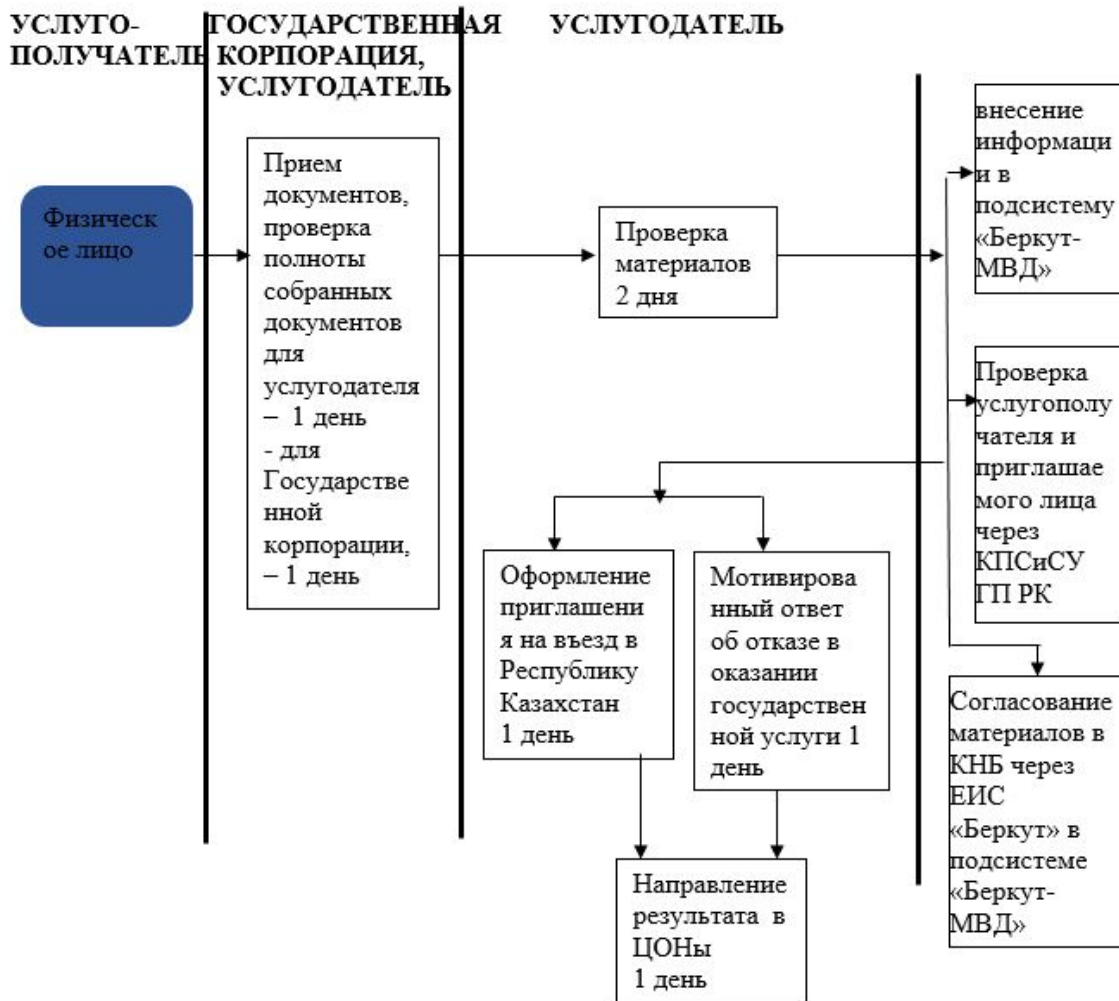 УСЛУГО-
ПОЛУЧАТЕЛЬ
ГОСУДАРСТВЕННАЯ
КОРПОРАЦИЯ,
УСЛУГОДАТЕЛЬ
УСЛУГОДАТЕЛЬ
Физическ
ое лицо
Прием
документов,
проверка
полноты
собранных
документов
для
услугодателя
– 1 день
- для
Государстве
нной
корпорации,
– 1 день
Проверка
материалов
2 дня
внесение
информаци
и в
подсистему
«Беркут-
МВД»
Проверка
услугополу
чателя и
приглашае
мого лица
через
КПСиСУ
ГП РК
Согласование
материалов в
КНБ через
ЕИС
«Беркут» в
подсистеме
«Беркут-
МВД»
Оформление
приглашени
я на въезд в
Республику
Казахстан
1 день
Мотивирова
нный ответ
об отказе в
оказании
государствен
ной услуги 1
день
Направление
результата в
ЦОНы
1 день